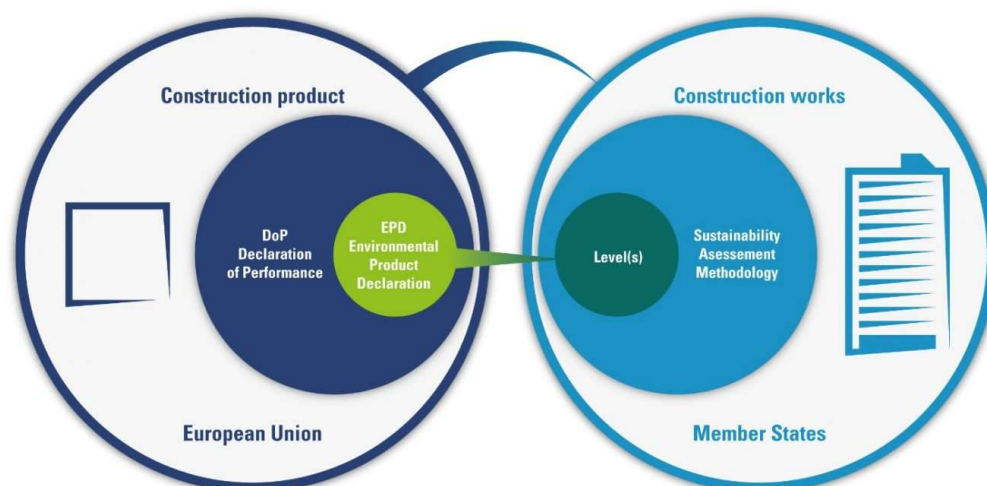 Construction product
DoP
Declaration
of Performance
EPD
Environmental
Product
Declaration
European Union
Construction works
Level(s)
Sustainability
Asessement
Methodology
Member States